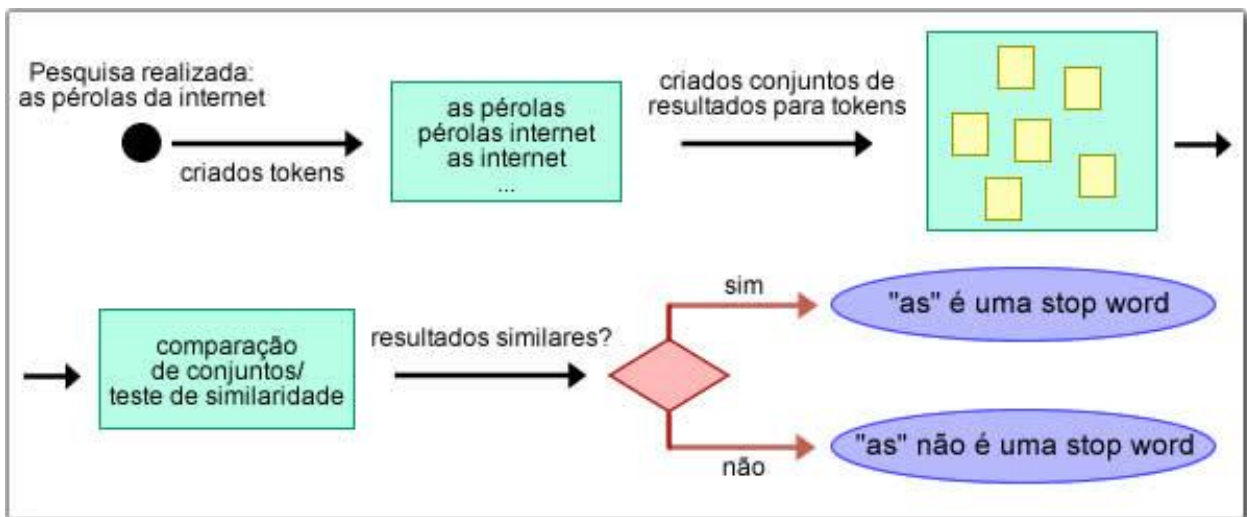 Pesquisa realizada:
as pérolas da internet
criados tokens
as pérolas
pérolas internet
as internet
...
criados conjuntos de
resultados para tokens
comparação
de conjuntos/
teste de similaridade
resultados similares?
sim
"as" é uma stop word
não
"as" não é uma stop word